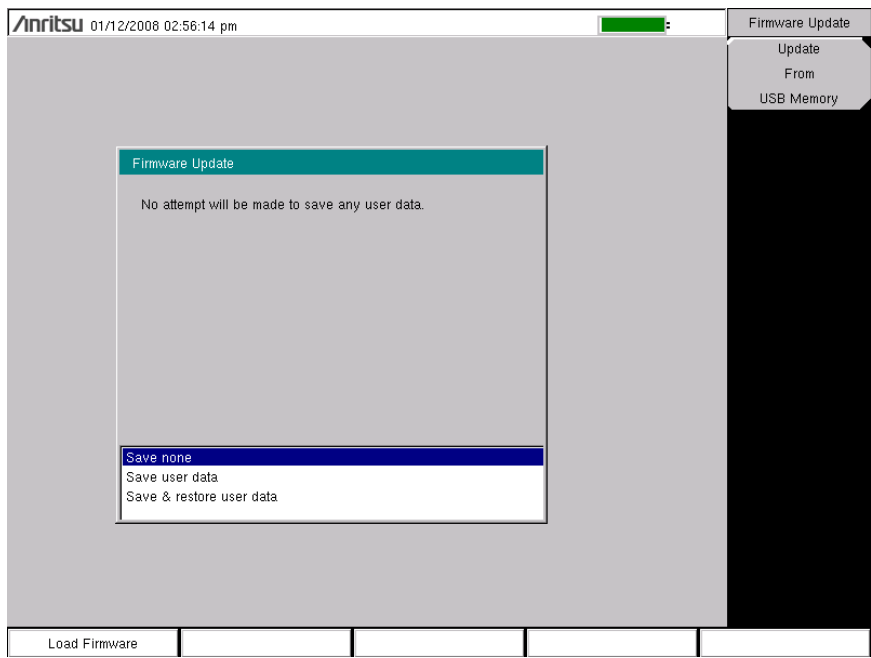 Anritsu 01/12/2008 02:56:14 pm
Firmware Update
Update
From
USB Memory
Firmware Update
No attempt will be made to save any user data.
Save none
Save user data
Save & restore user data
Load Firmware